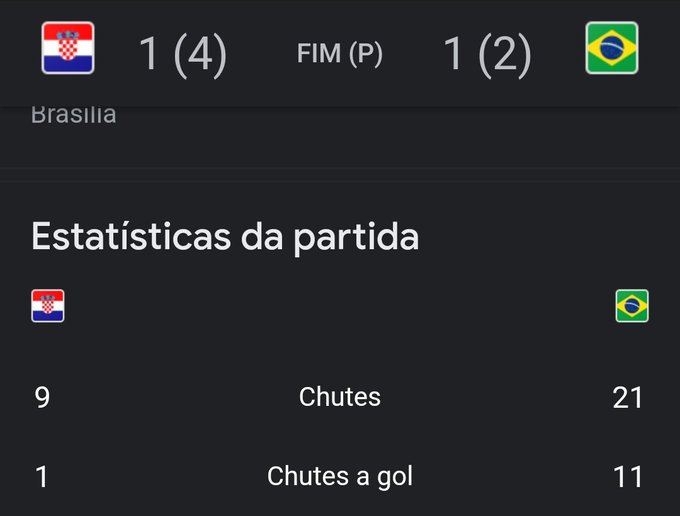 1 (4) FIM (P) 1 (2)
Brasília
Estatísticas da partida
9 Chutes 21
1 Chutes a gol 11